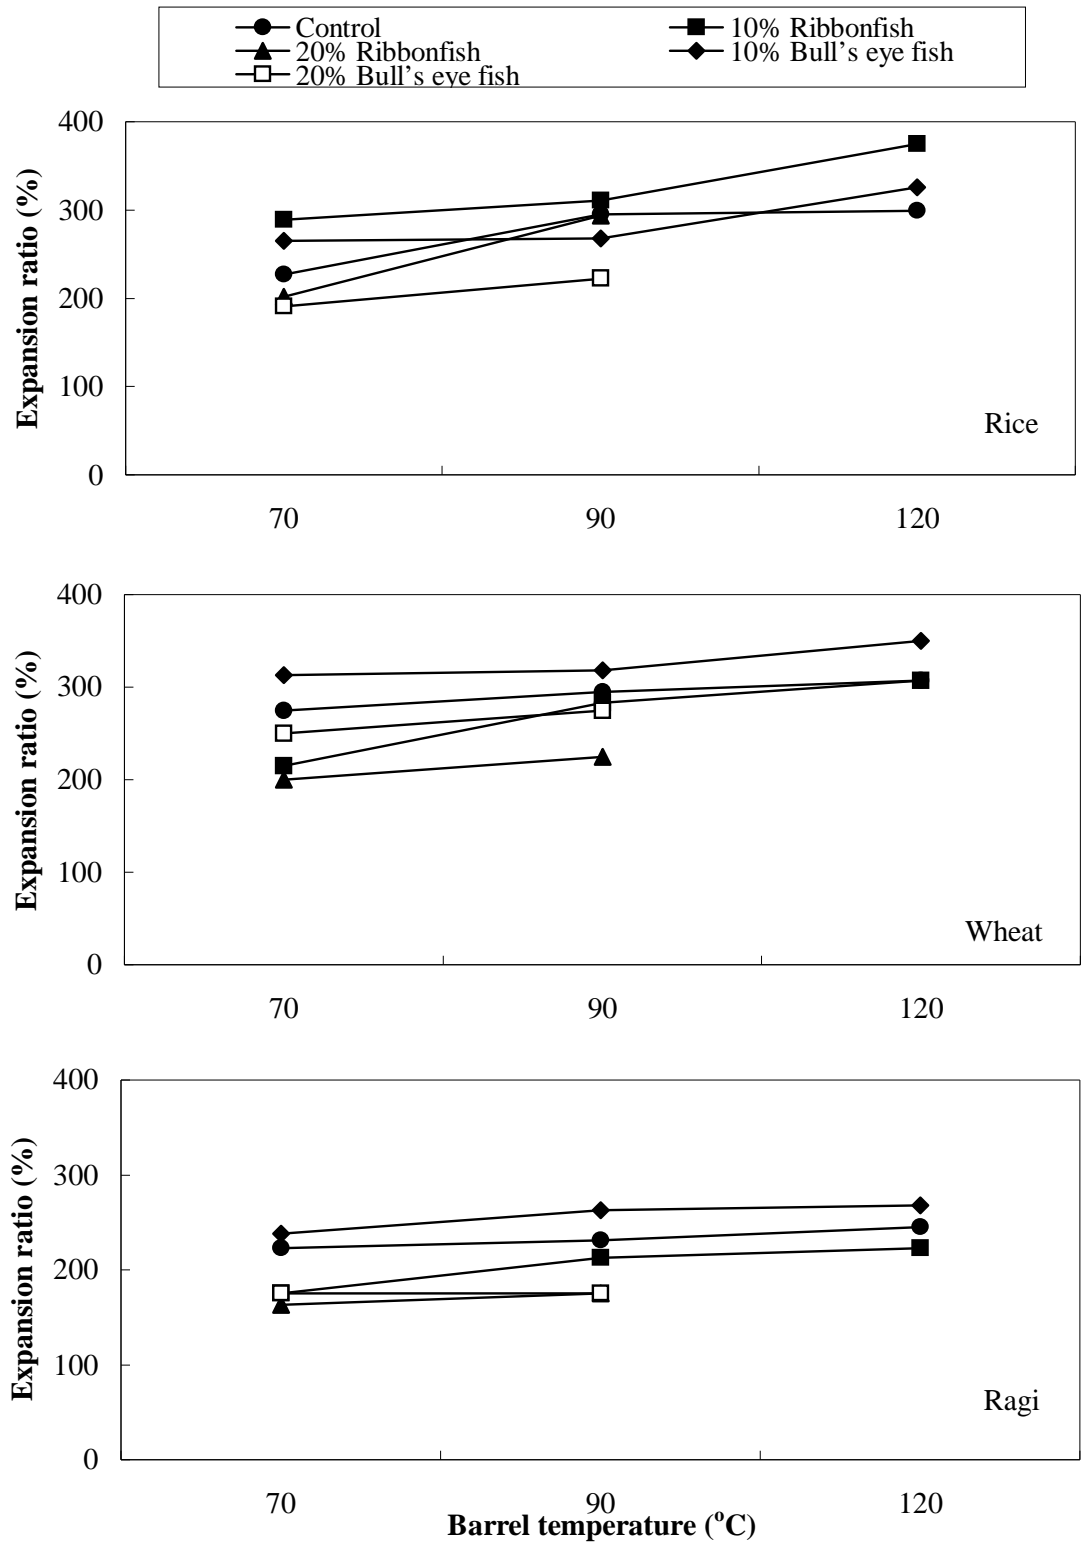 Control 10% Ribbonfish
20% Ribbonfish 10% Bull's eye fish
20% Bull's eye fish
400
300
200
100
0
Expansion ratio (%)
Rice
70 90 120
400
300
200
100
0
Expansion ratio (%)
Wheat
70 90 120
400
300
200
100
0
Expansion ratio (%)
Ragi
70 90 120
Barrel temperature (°C)